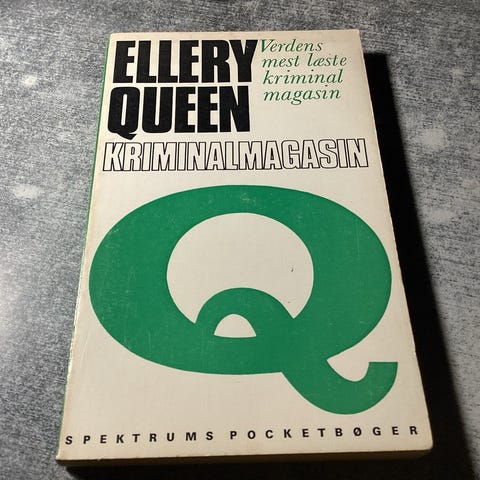 ELLERY
QUEEN
Verdens
mest læste
kriminal
magasin
KRIMINALMAGASIN
Q
SPEKTRUMS POCKETBØGER